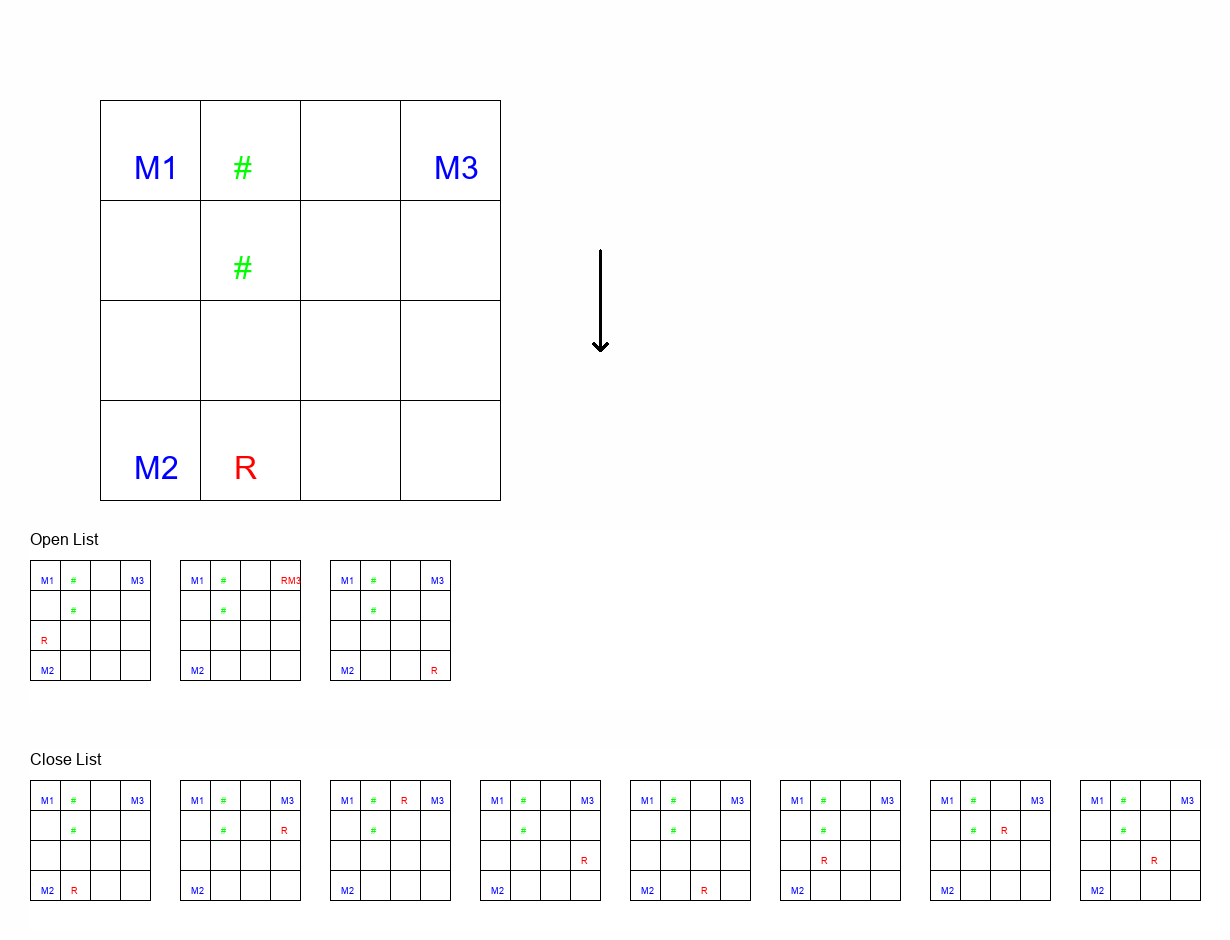 M1 # M3
#
M2 R
Open List
M1 # M3 M1 # RM3 M1 # M3
# # #
R
M2 M2 M2 R
Close List
M1 # M3 M1 # M3 M1 # R M3 M1 # M3 M1 # M3 M1 # M3 M1 # M3 M1 # M3
# # R # # # # # R #
R R R
M2 R M2 M2 M2 M2 R M2 M2 M2